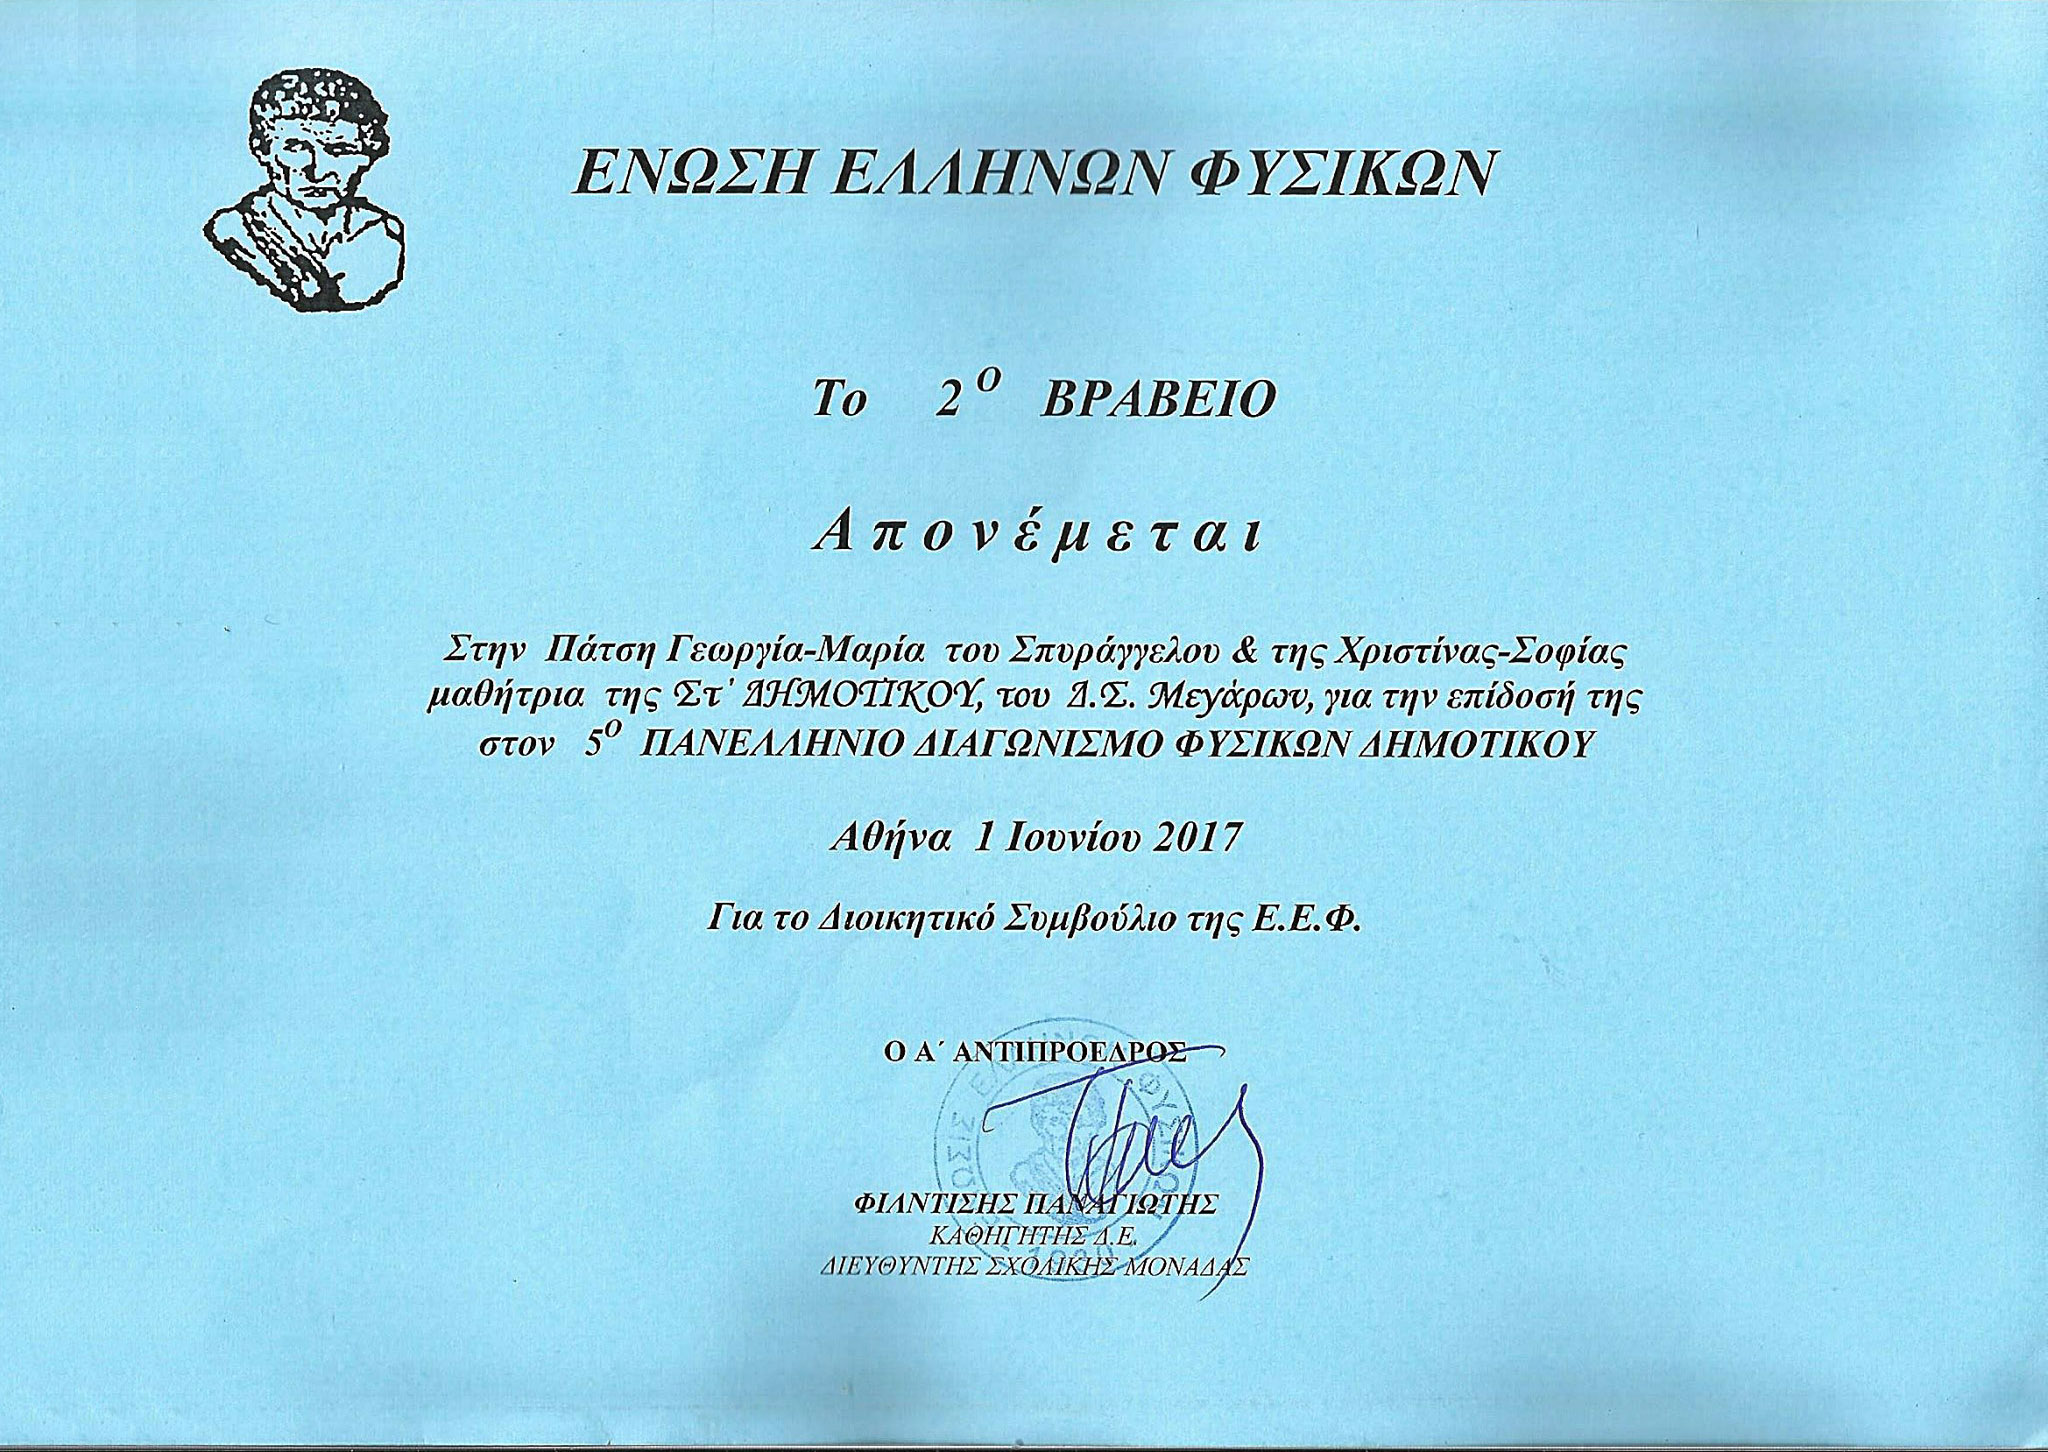 ΕΝΩΣΗ ΕΛΛΗΝΩΝ ΦΥΣΙΚΩΝ
Το 2ο ΒΡΑΒΕΙΟ
Απονέμεται
Στην Πάτση Γεωργία-Μαρία του Σπυράγγελου & της Χριστίνας-Σοφίας
μαθήτρια της Στ΄ ΔΗΜΟΤΙΚΟΥ, του Δ.Σ. Μεγάρων, για την επίδοσή της
στον 5Ο ΠΑΝΕΛΛΗΝΙΟ ΔΙΑΓΩΝΙΣΜΟ ΦΥΣΙΚΩΝ ΔΗΜΟΤΙΚΟΥ
Αθήνα 1 Ιουνίου 2017
Για το Διοικητικό Συμβούλιο της Ε.Ε.Φ.
Ο Α΄ ΑΝΤΙΠΡΟΕΔΡΟΣ
ΦΙΛΝΤΙΣΗΣ ΠΑΝΑΓΙΩΤΗΣ
ΚΑΘΗΓΗΤΗΣ Δ.Ε.
ΔΙΕΥΘΥΝΤΗΣ ΣΧΟΛΙΚΗΣ ΜΟΝΑΔΑΣ